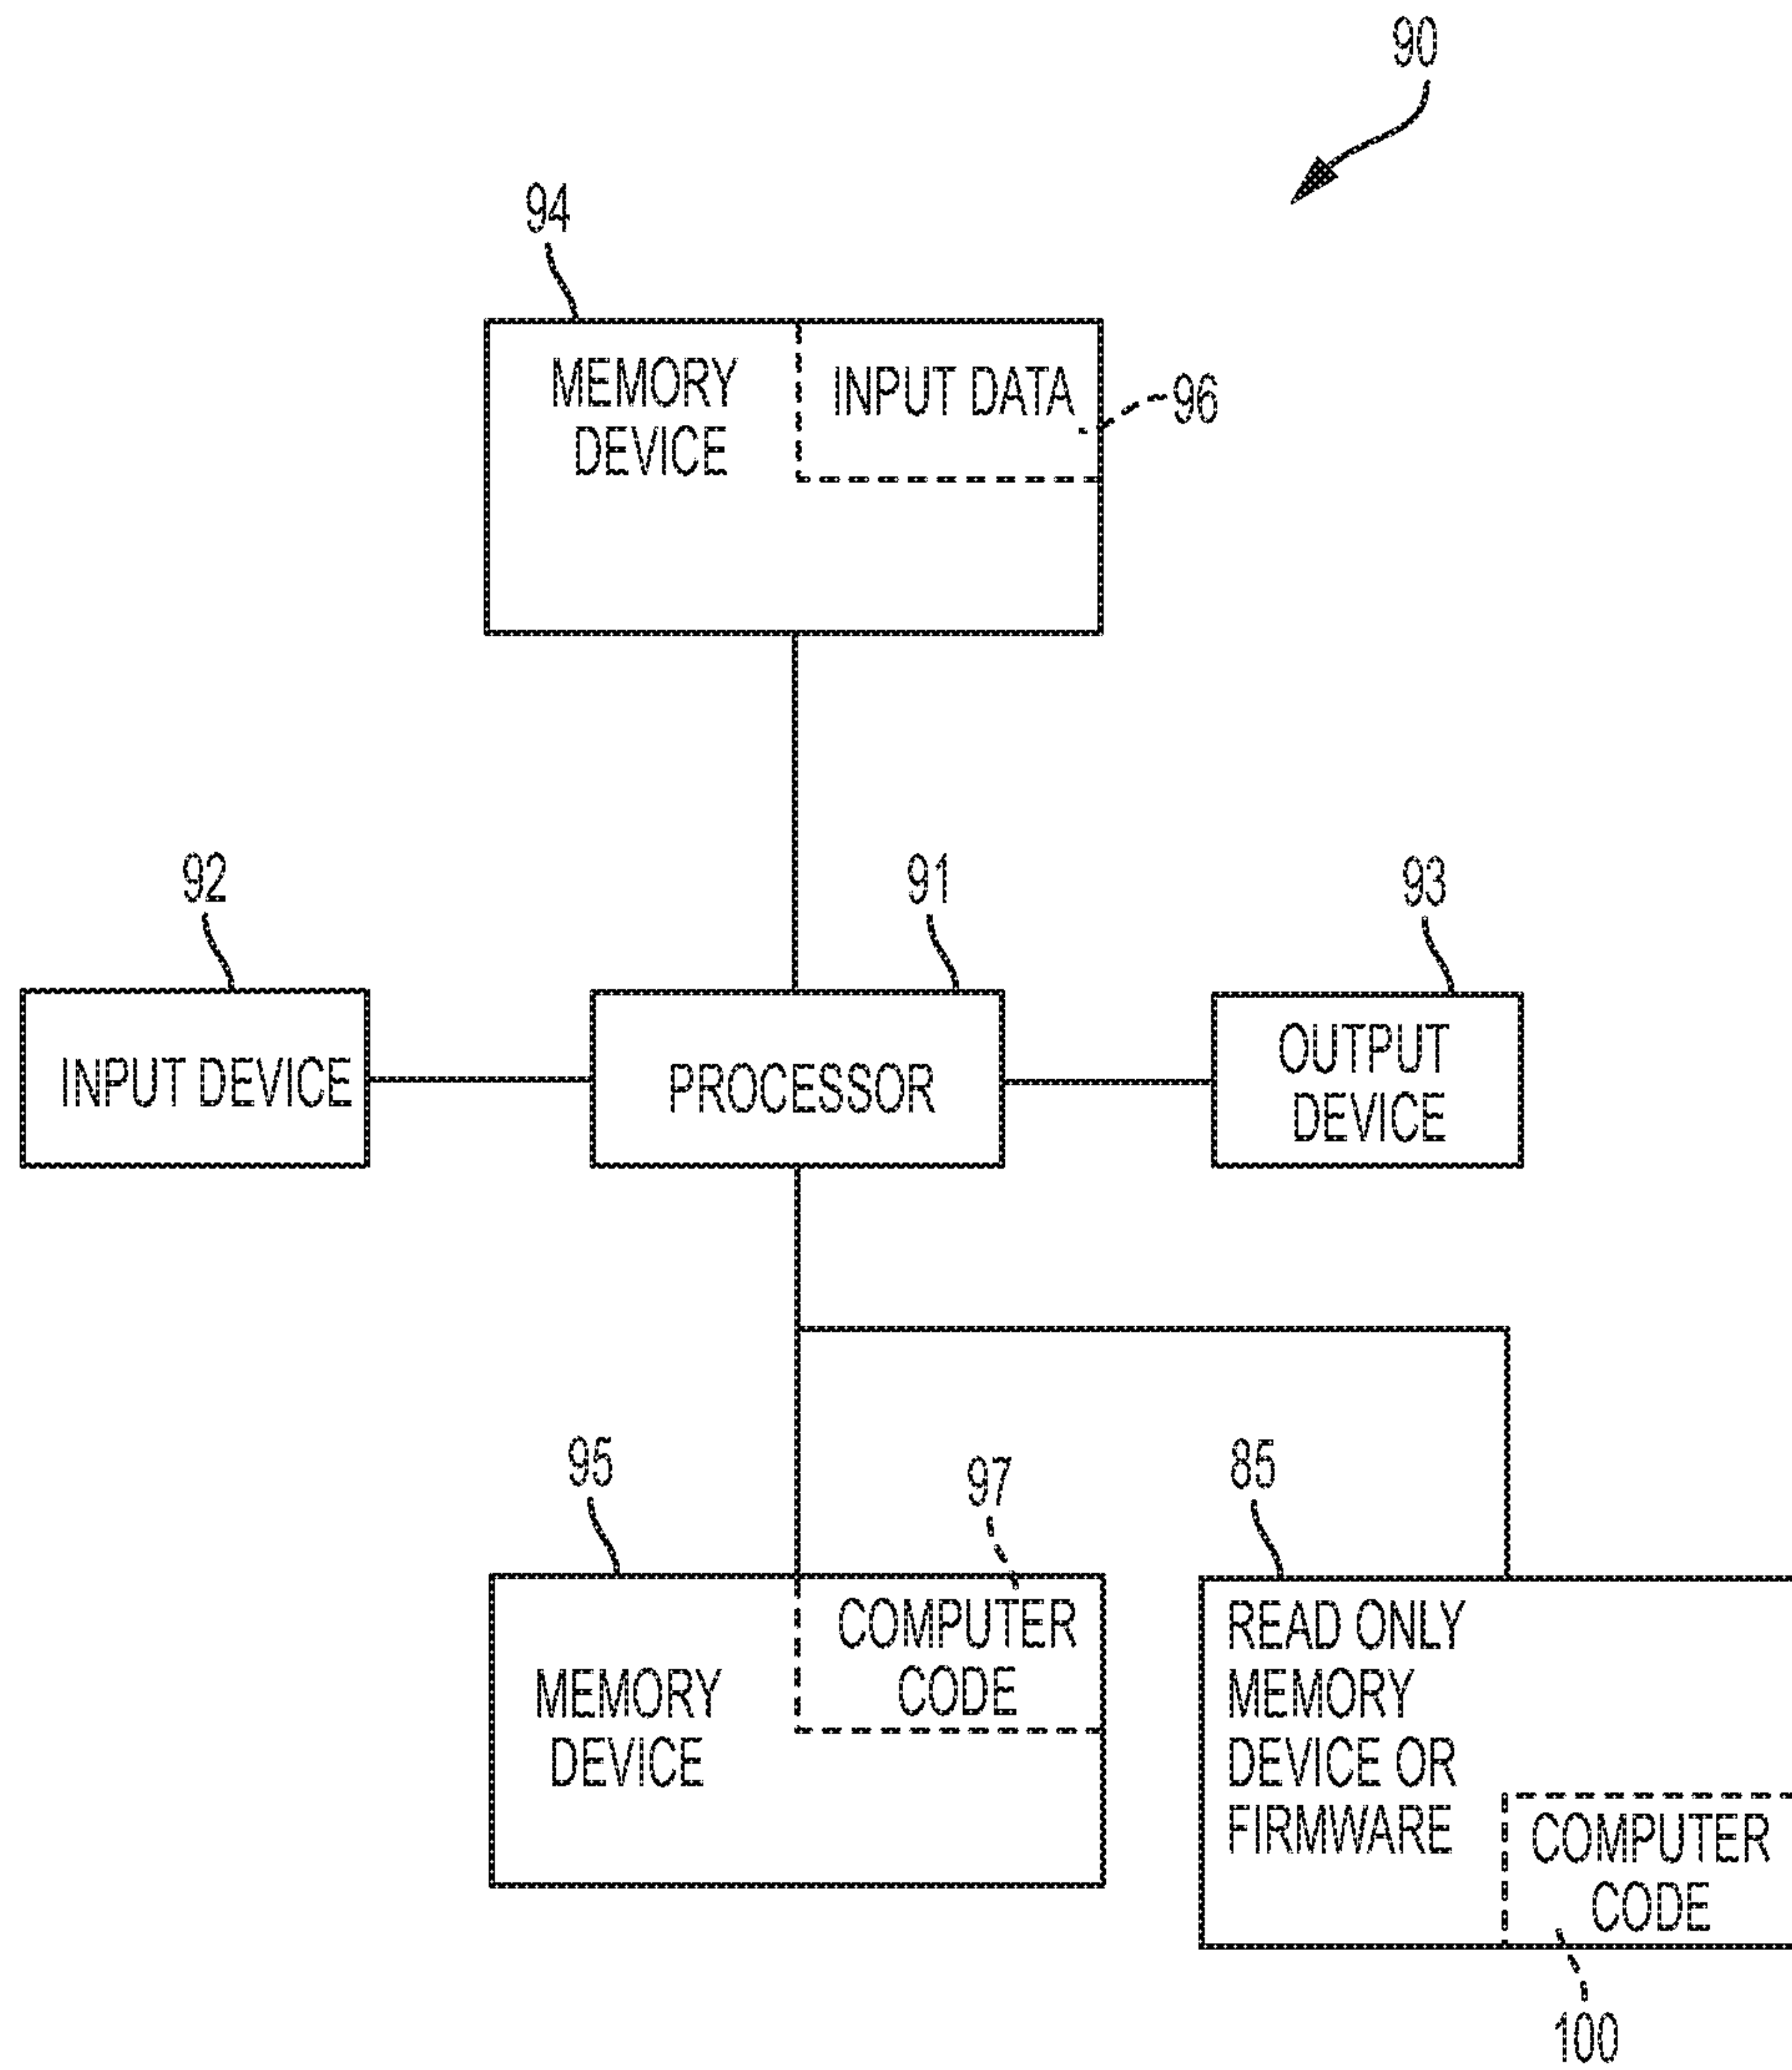 90
94
MEMORY
DEVICE
INPUT DATA
96
92
91
93
INPUT DEVICE
PROCESSOR
OUTPUT
DEVICE
95
97
85
MEMORY
DEVICE
COMPUTER
CODE
READ ONLY
MEMORY
DEVICE OR
FIRMWARE
COMPUTER
CODE
100